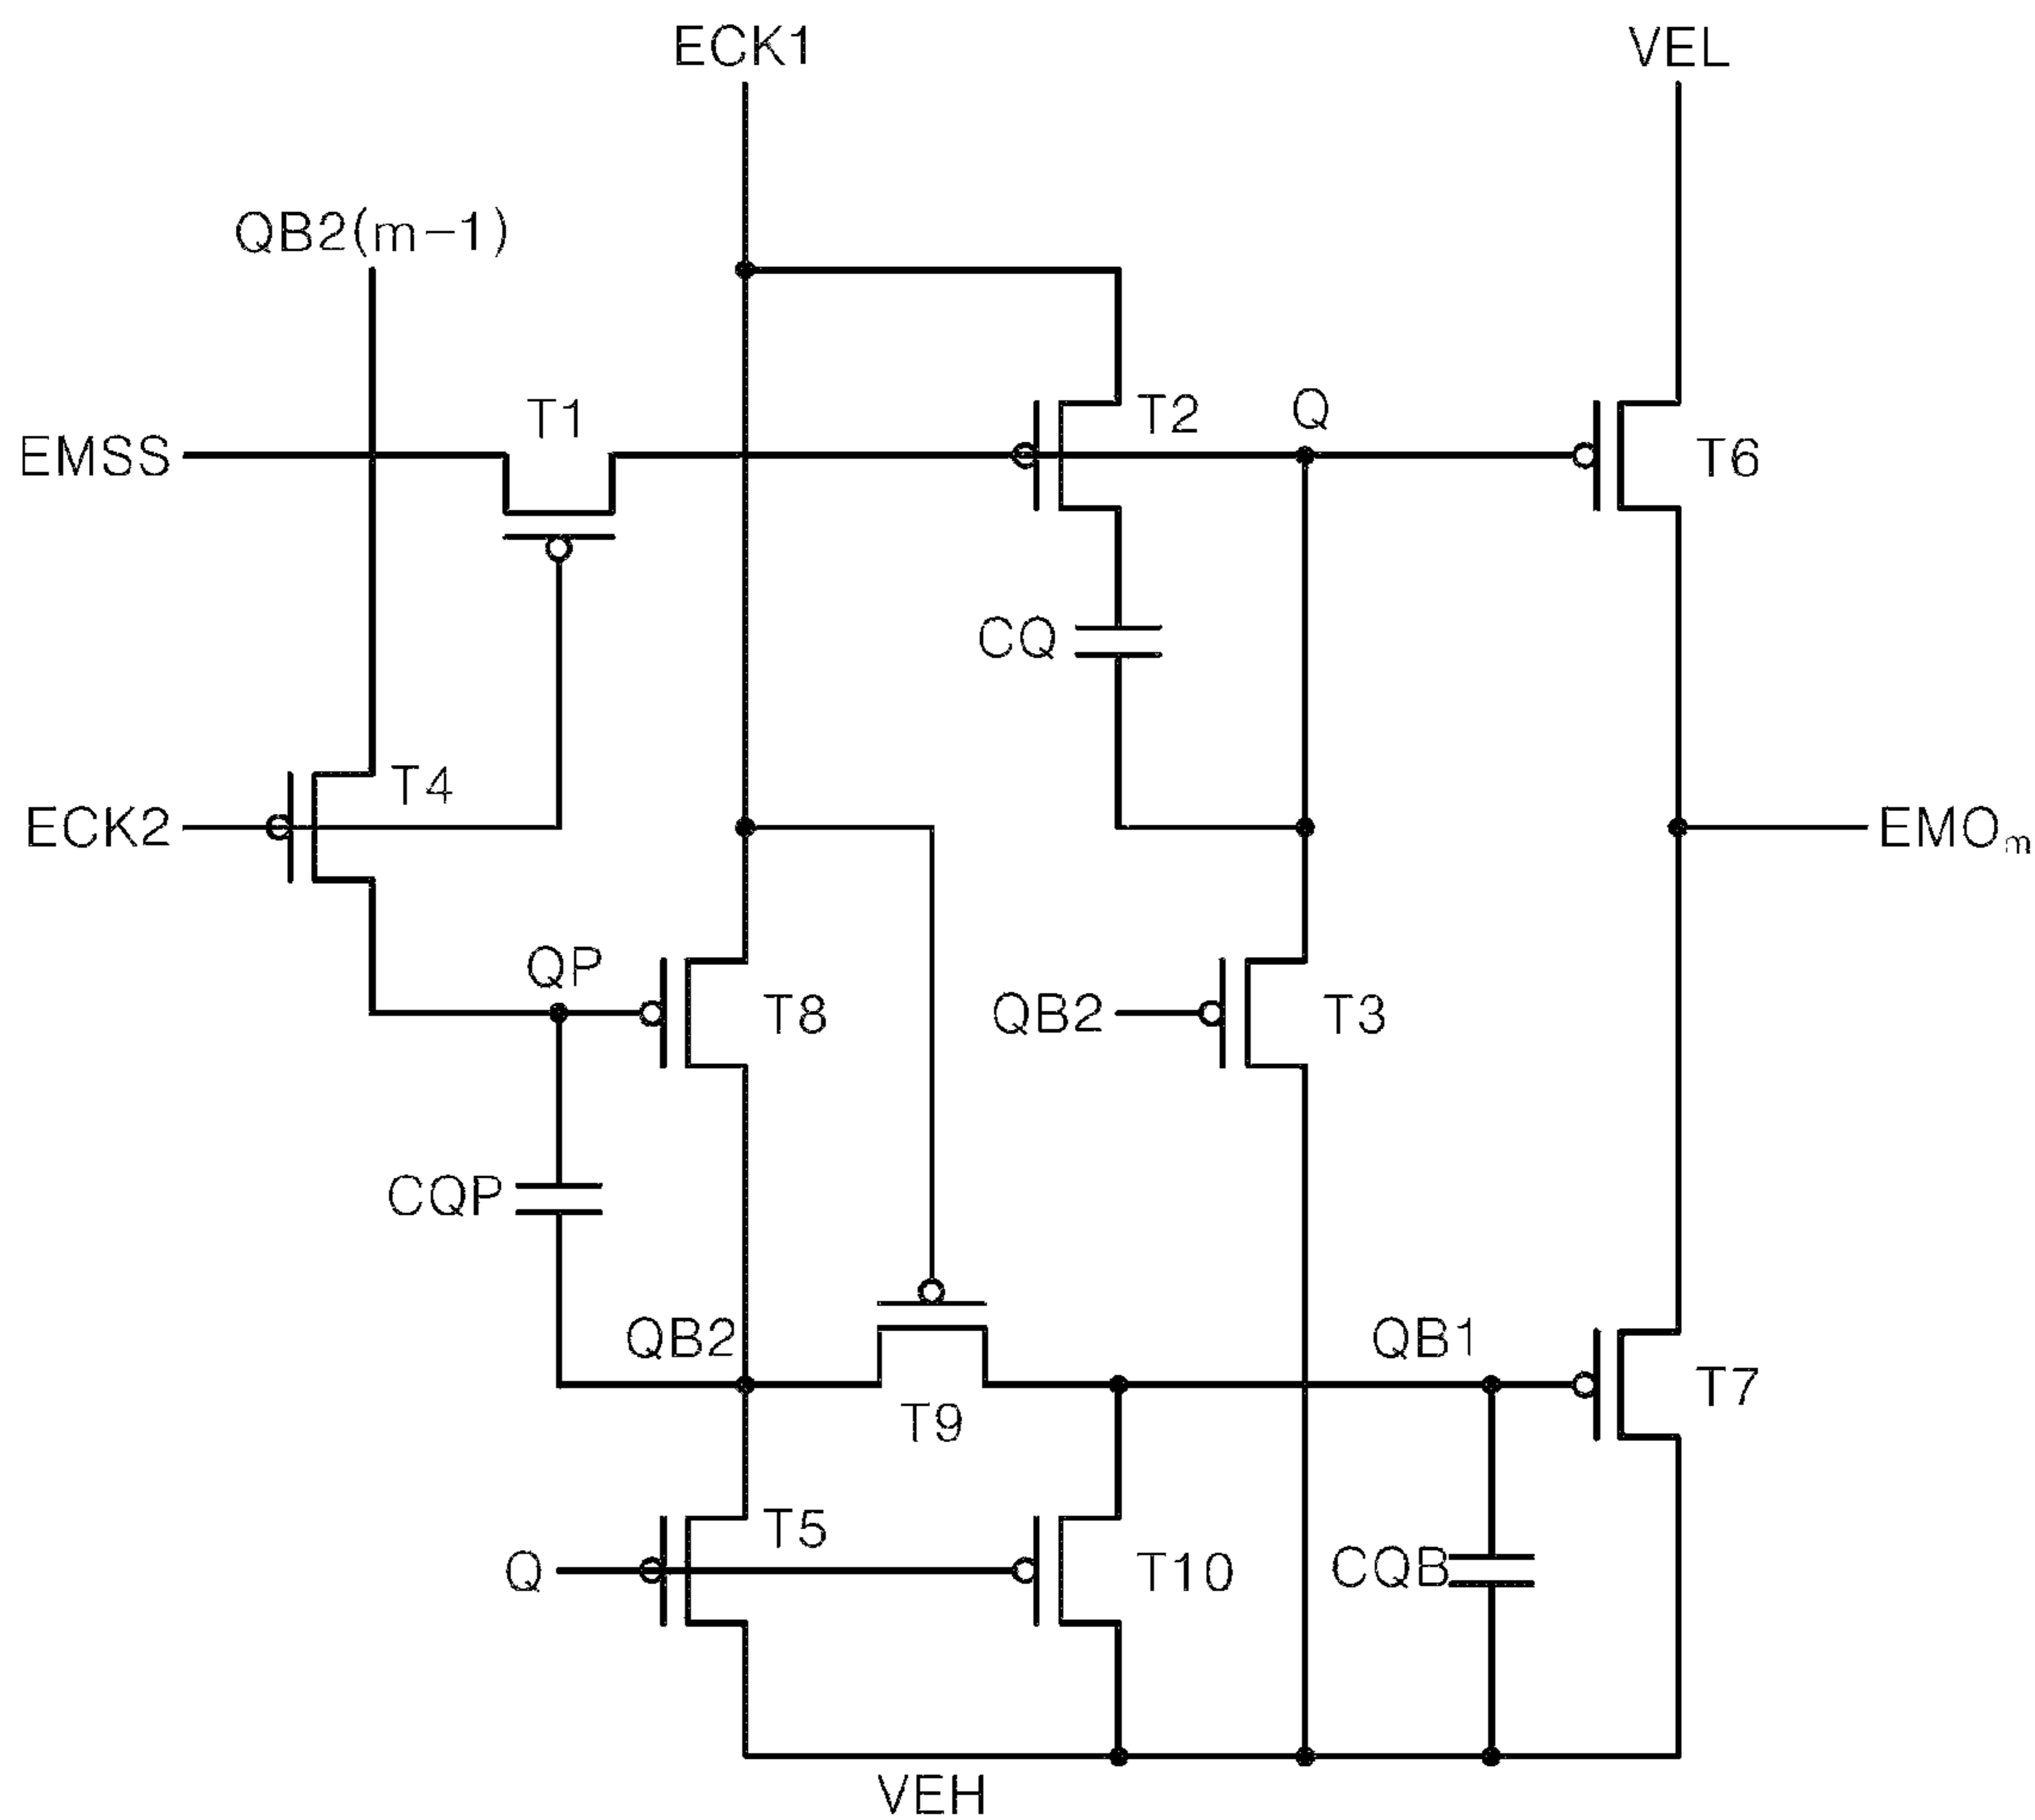 ECK1
VEL
QB2(m-1)
T1
T2
Q
EMSS
T6
CQ
T4
ECK2
EMOm
QP
T8
QB2
T3
CQP
QB2
QB1
T9
T7
T5
Q
T10
CQB
VEH